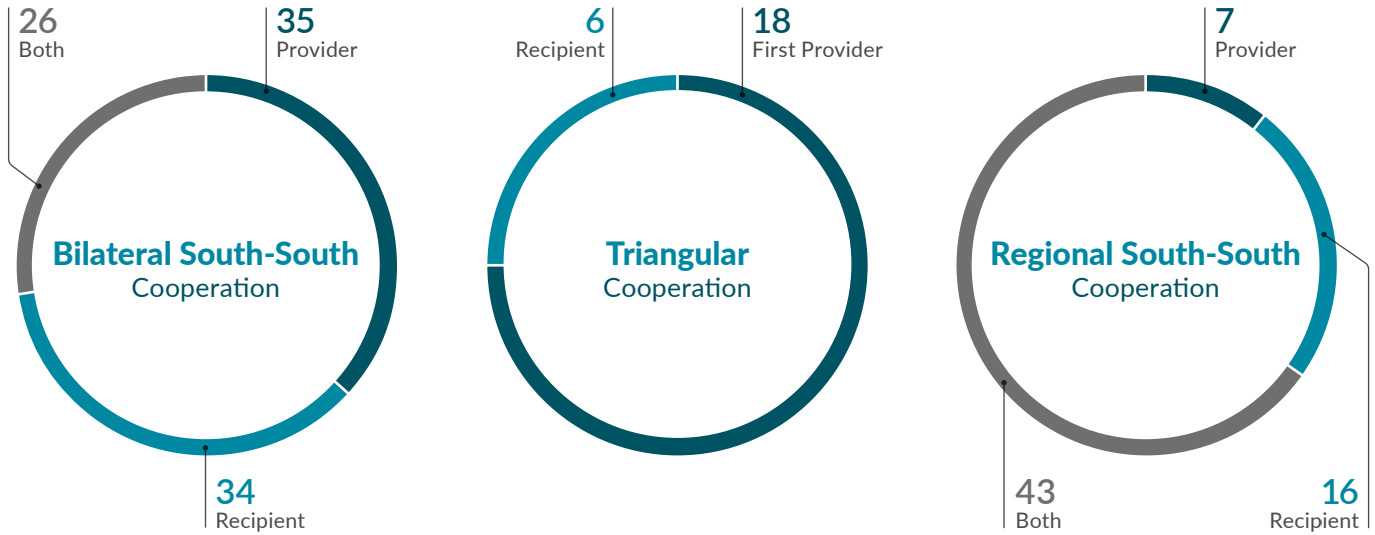 26
Both
35
Provider
Bilateral South-South
Cooperation
34
Recipient
6
Recipient
18
First Provider
Triangular
Cooperation
7
Provider
Regional South-South
Cooperation
43
Both
16
Recipient